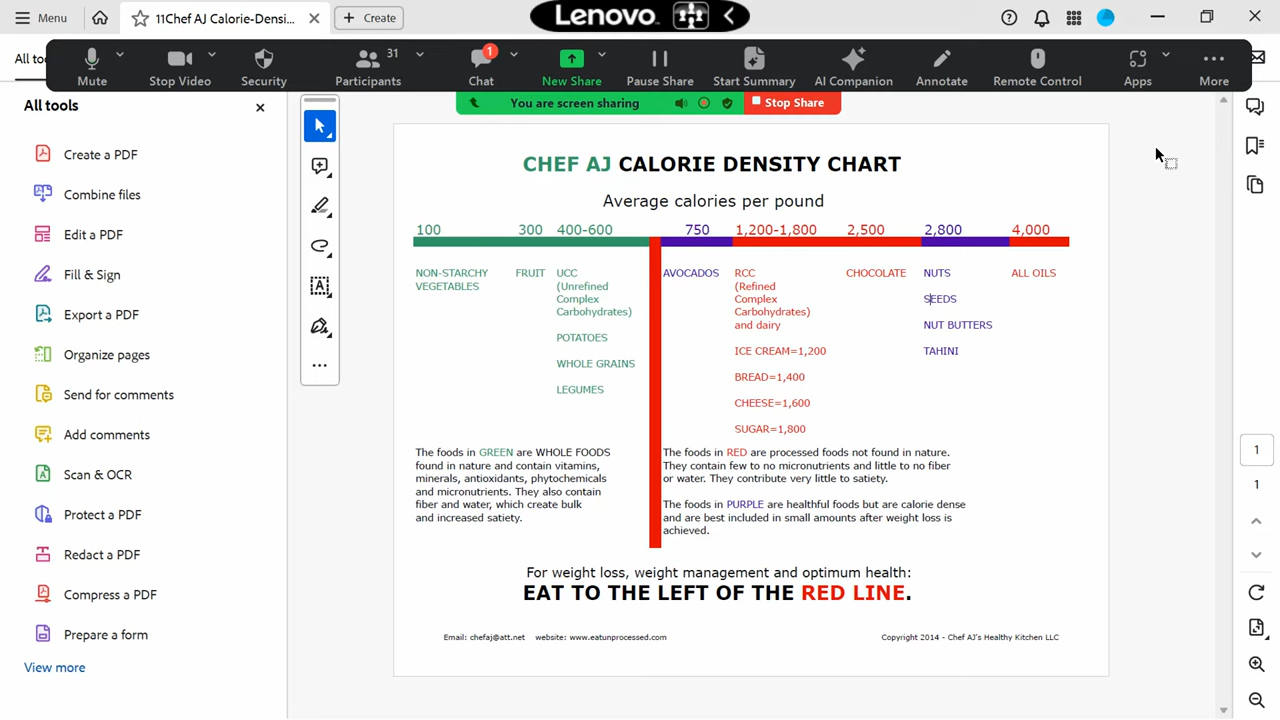 Menu
11Chef AJ Calorie-Densi...
Create
Lenovo
All too
Mute
Stop Video
Security
Participants
31
Chat
1
New Share
Pause Share
Start Summary
AI Companion
Annotate
Remote Control
Apps
More
You are screen sharing
Stop Share
All tools
Create a PDF
Combine files
Edit a PDF
Fill & Sign
Export a PDF
Organize pages
Send for comments
Add comments
Scan & OCR
Protect a PDF
Redact a PDF
Compress a PDF
Prepare a form
View more
CHEF AJ CALORIE DENSITY CHART
Average calories per pound
100 300 400-600 750 1,200-1,800 2,500 2,800 4,000
NON-STARCHY
VEGETABLES
FRUIT
UCC
(Unrefined
Complex
Carbohydrates)
POTATOES
WHOLE GRAINS
LEGUMES
AVOCADOS
RCC
(Refined
Complex
Carbohydrates)
and dairy
ICE CREAM=1,200
BREAD=1,400
CHEESE=1,600
SUGAR=1,800
CHOCOLATE
NUTS
SEEDS
NUT BUTTERS
TAHINI
ALL OILS
The foods in GREEN are WHOLE FOODS
found in nature and contain vitamins,
minerals, antioxidants, phytochemicals
and micronutrients. They also contain
fiber and water, which create bulk
and increased satiety.
The foods in RED are processed foods not found in nature.
They contain few to no micronutrients and little to no fiber
or water. They contribute very little to satiety.
The foods in PURPLE are healthful foods but are calorie dense
and are best included in small amounts after weight loss is
achieved.
For weight loss, weight management and optimum health:
EAT TO THE LEFT OF THE RED LINE.
Email: chefaj@att.net website: www.eatunprocessed.com
Copyright 2014 - Chef AJ's Healthy Kitchen LLC
1
1